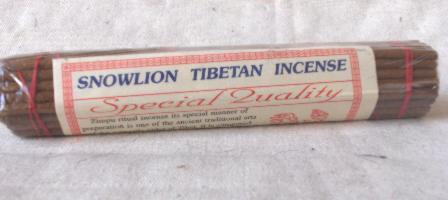 SNOWLION TIBETAN INCENSE
Special Quality
Zimpu ritual incense its special manner of
preparation is one of the ancient traditional arts